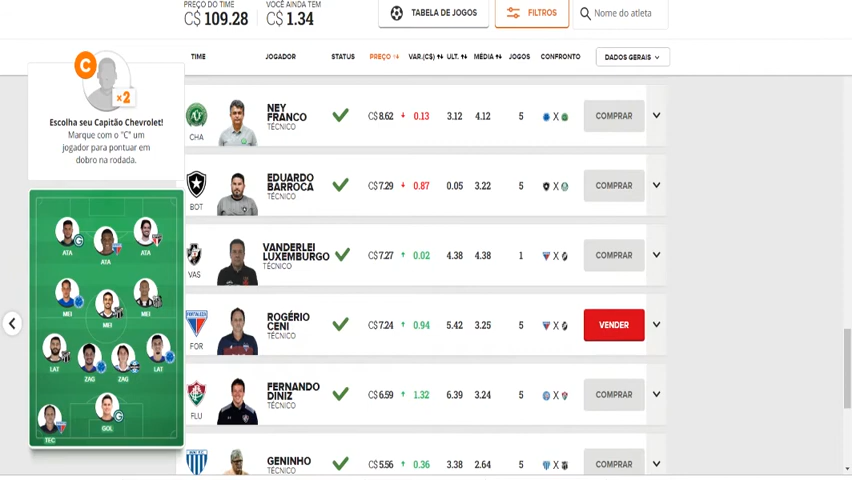 PREÇO DO TIME
C$ 109.28
VOCÊ AINDA TEM
C$ 1.34
TABELA DE JOGOS
FILTROS
Nome do atleta
TIME JOGADOR STATUS PREÇO VAR.(C$) ULT. MÉDIA JOGOS CONFRONTO DADOS GERAIS
C
x2
Escolha seu Capitão Chevrolet!
Marque com o "C" um
jogador para pontuar em
dobro na rodada.
ATA
ATA
ATA
MEI
MEI
MEI
LAT
ZAG
ZAG
LAT
TEC
GOL
CHA
NEY
FRANCO
TÉCNICO
C$ 8.62 0.13 3.12 4.12 5 X COMPRAR
BOT
EDUARDO
BARROCA
TÉCNICO
C$ 7.29 0.87 0.05 3.22 5 X COMPRAR
VAS
VANDERLEI
LUXEMBURGO
TÉCNICO
C$ 7.27 0.02 4.38 4.38 1 X COMPRAR
FORTALEZA
FOR
ROGÉRIO
CENI
TÉCNICO
C$ 7.24 0.94 5.42 3.25 5 X VENDER
FLU
FERNANDO
DINIZ
TÉCNICO
C$ 6.59 1.32 6.39 3.24 5 X COMPRAR
GENINHO
TÉCNICO
C$ 5.56 0.36 3.38 2.64 5 X COMPRAR